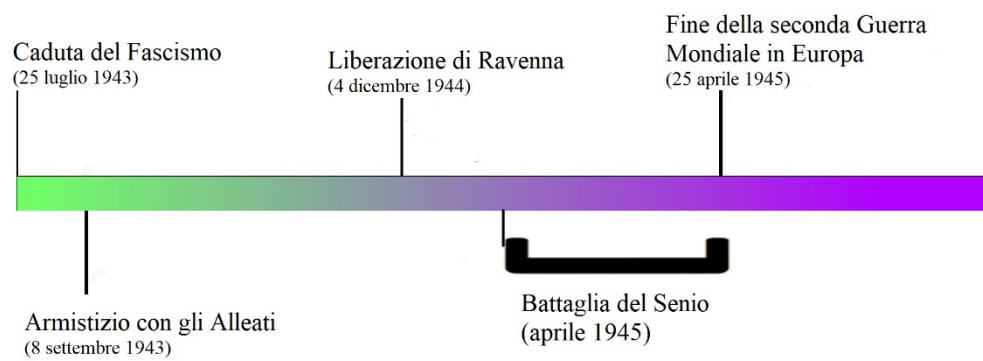 Caduta del Fascismo
(25 luglio 1943)
Liberazione di Ravenna
(4 dicembre 1944)
Fine della seconda Guerra
Mondiale in Europa
(25 aprile 1945)
Armistizio con gli Alleati
(8 settembre 1943)
Battaglia del Senio
(aprile 1945)